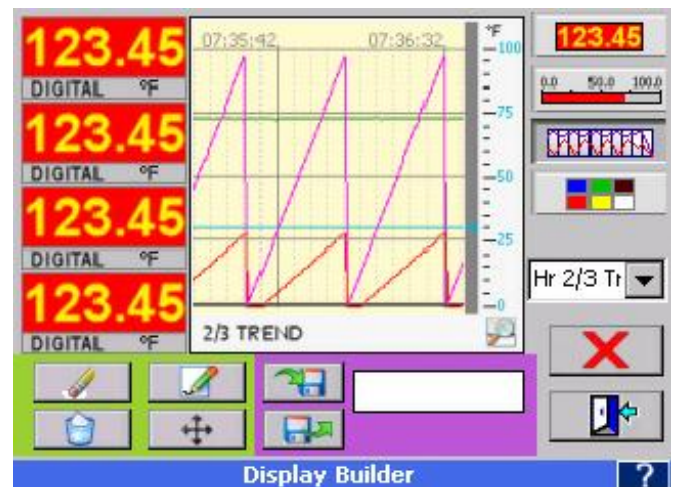 123.45
DIGITAL °F
123.45
DIGITAL °F
123.45
DIGITAL °F
123.45
DIGITAL °F
07:35:42 07:36:32 °F
100
75
50
25
0
2/3 TREND
123.45
0.0 50.0 100.0
Hr 2/3 Tr
Display Builder ?